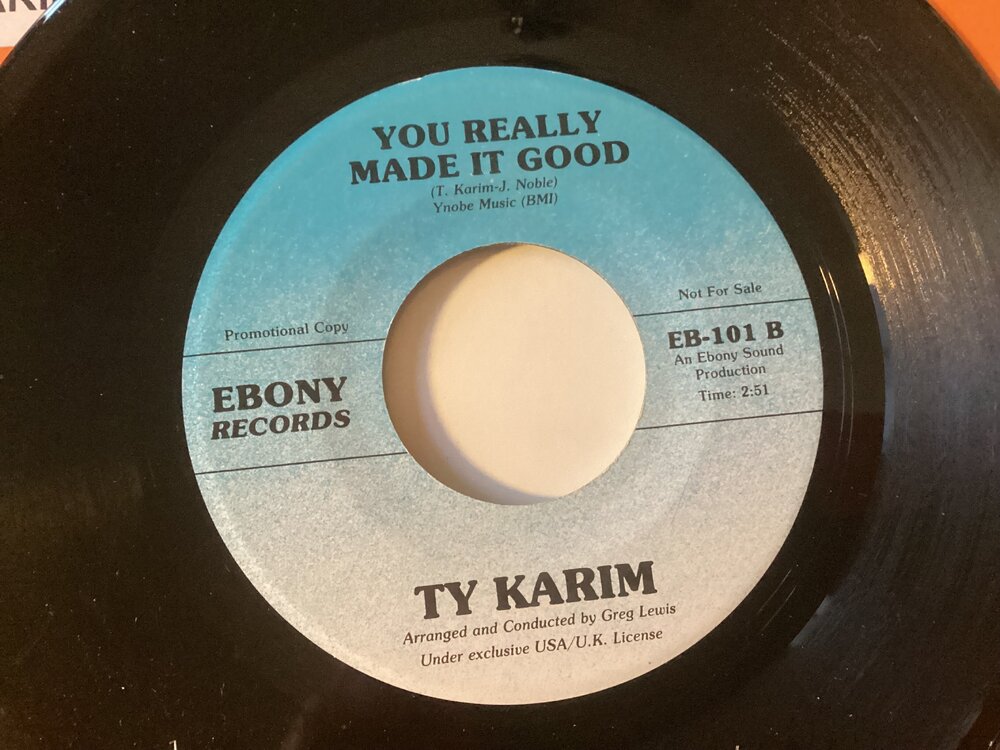 YOU REALLY
MADE IT GOOD
(T. Karim-J. Noble)
Ynobe Music (BMI)
Promotional Copy
Not For Sale
EBONY
RECORDS
EB-101 B
An Ebony Sound
Production
Time: 2:51
TY KARIM
Arranged and Conducted by Greg Lewis
Under exclusive USA/U.K. License